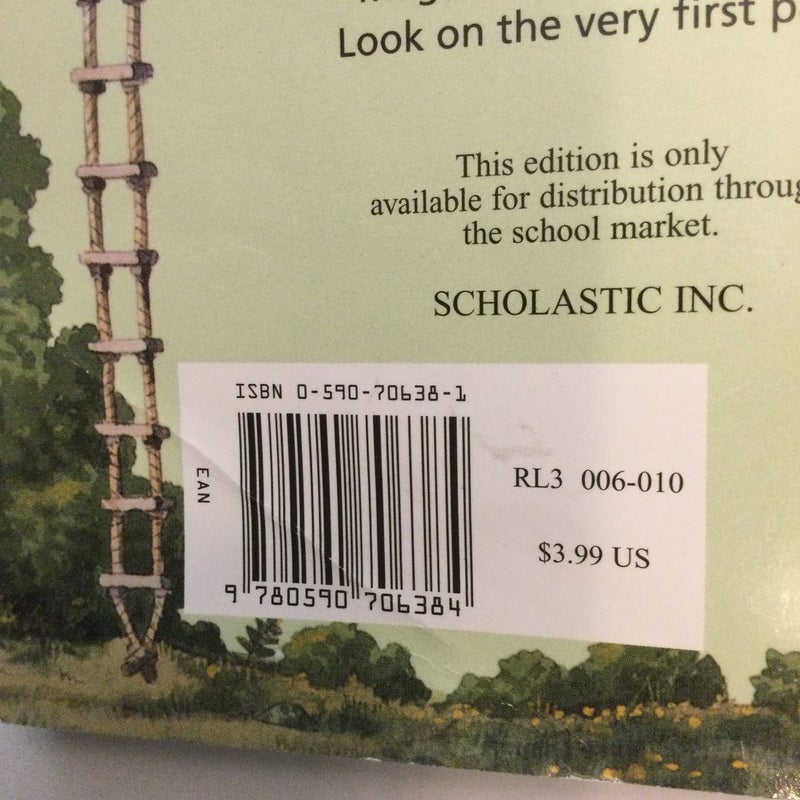 Look on the very first
This edition is only
available for distribution
the school market.
SCHOLASTIC INC.
ISBN 0-590-70638-1
EAN
RL3 006-010
$3.99 US
9 780590 706384